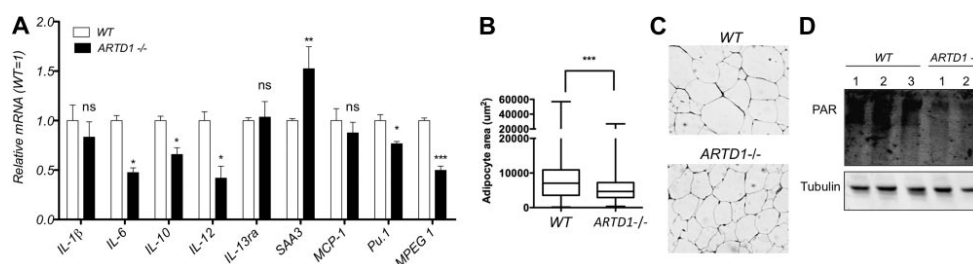 A
2.0
1.5
1.0
0.5
0.0
Relative mRNA (WT=1)
WT
ARTD1 -/-
ns
*
*
*
ns
**
ns
*
***
IL-1β
IL-6
IL-10
IL-12
IL-13ra
SAA3
MCP-1
Pu.1
MPEG 1
B
***
Adipocyte area (um²)
60000
40000
20000
20000
10000
0
WT
ARTD1-/-
C
WT
ARTD1-/-
D
WT
ARTD1 -
1 2 3 1 2
PAR
Tubulin